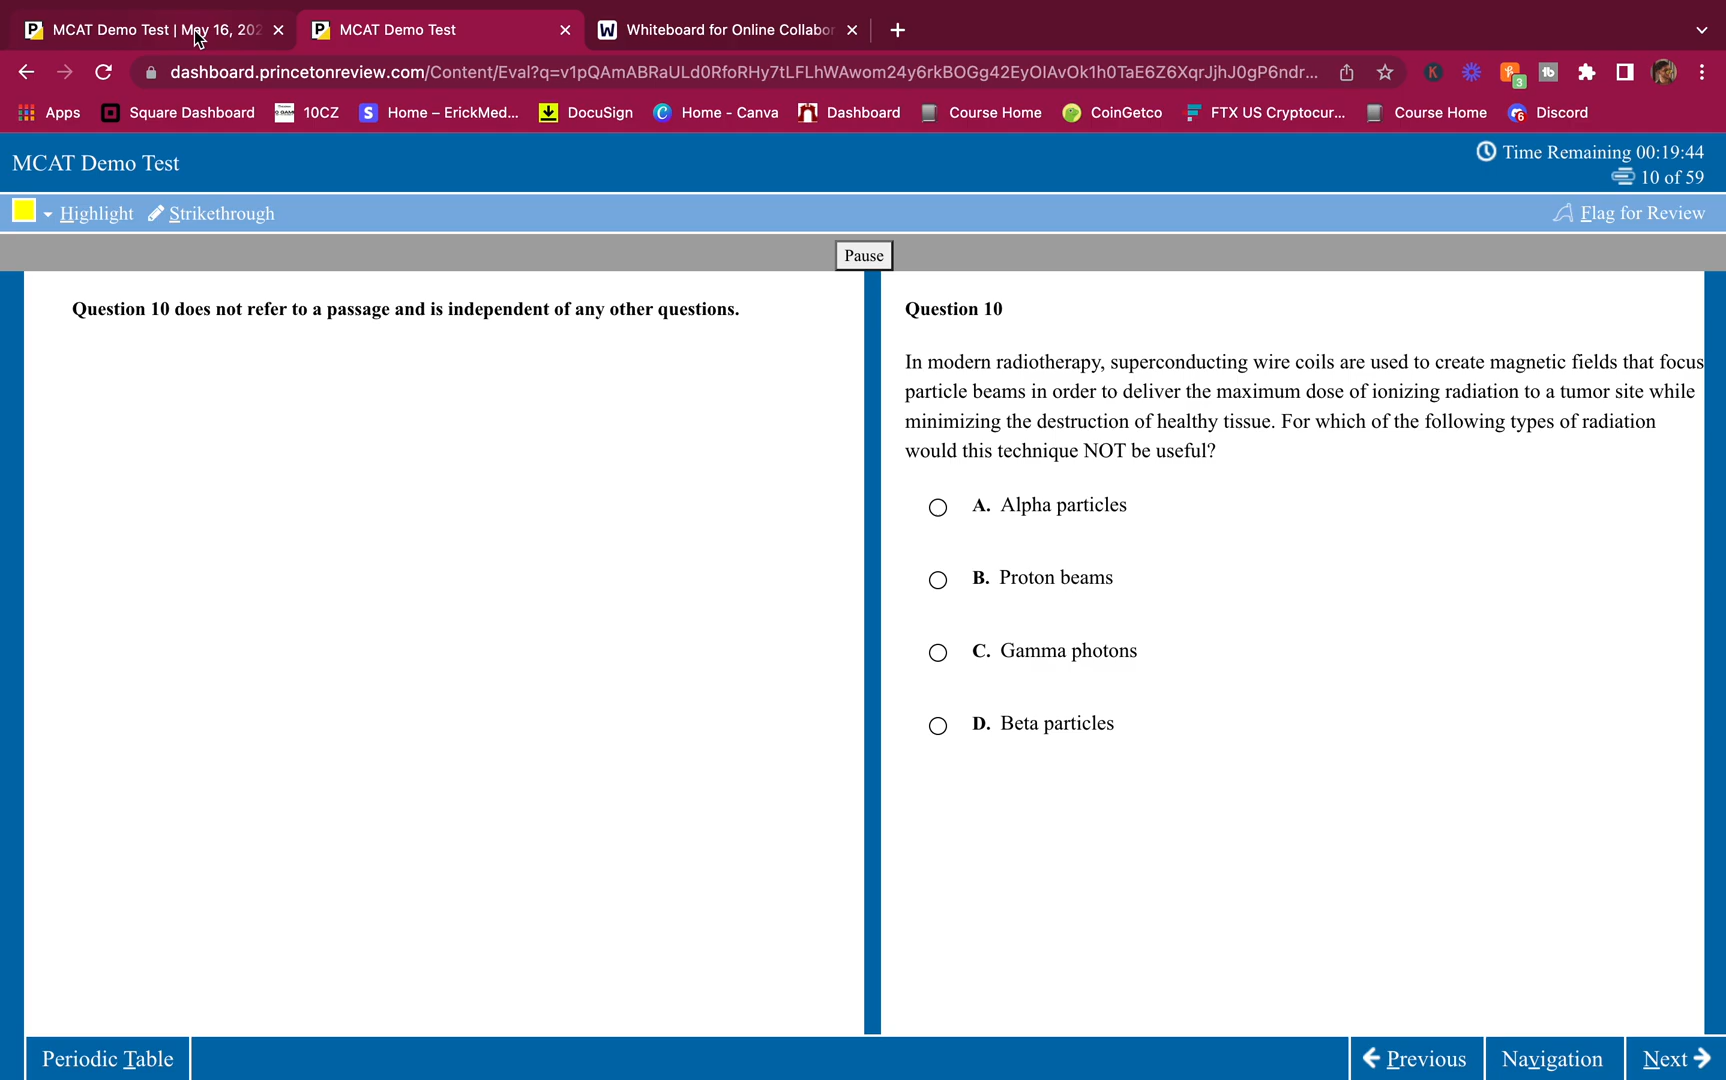 MCAT Demo Test | May 16, 202
MCAT Demo Test
Whiteboard for Online Collabor
dashboard.princetonreview.com/Content/Eval?q=v1pQAmABRaULd0RfoRHy7tLFLhWAwom24y6rkBOGg42EyOIAvOk1h0TaE6Z6XqrJjhJ0gP6ndr...
Apps
Square Dashboard
10CZ
Home – ErickMed...
DocuSign
Home - Canva
Dashboard
Course Home
CoinGetco
FTX US Cryptocur...
Course Home
Discord
MCAT Demo Test
Time Remaining 00:19:44
10 of 59
Highlight
Strikethrough
Flag for Review
Pause
Question 10 does not refer to a passage and is independent of any other questions.
Question 10
In modern radiotherapy, superconducting wire coils are used to create magnetic fields that focus
particle beams in order to deliver the maximum dose of ionizing radiation to a tumor site while
minimizing the destruction of healthy tissue. For which of the following types of radiation
would this technique NOT be useful?
A. Alpha particles
B. Proton beams
C. Gamma photons
D. Beta particles
Periodic Table
Previous
Navigation
Next